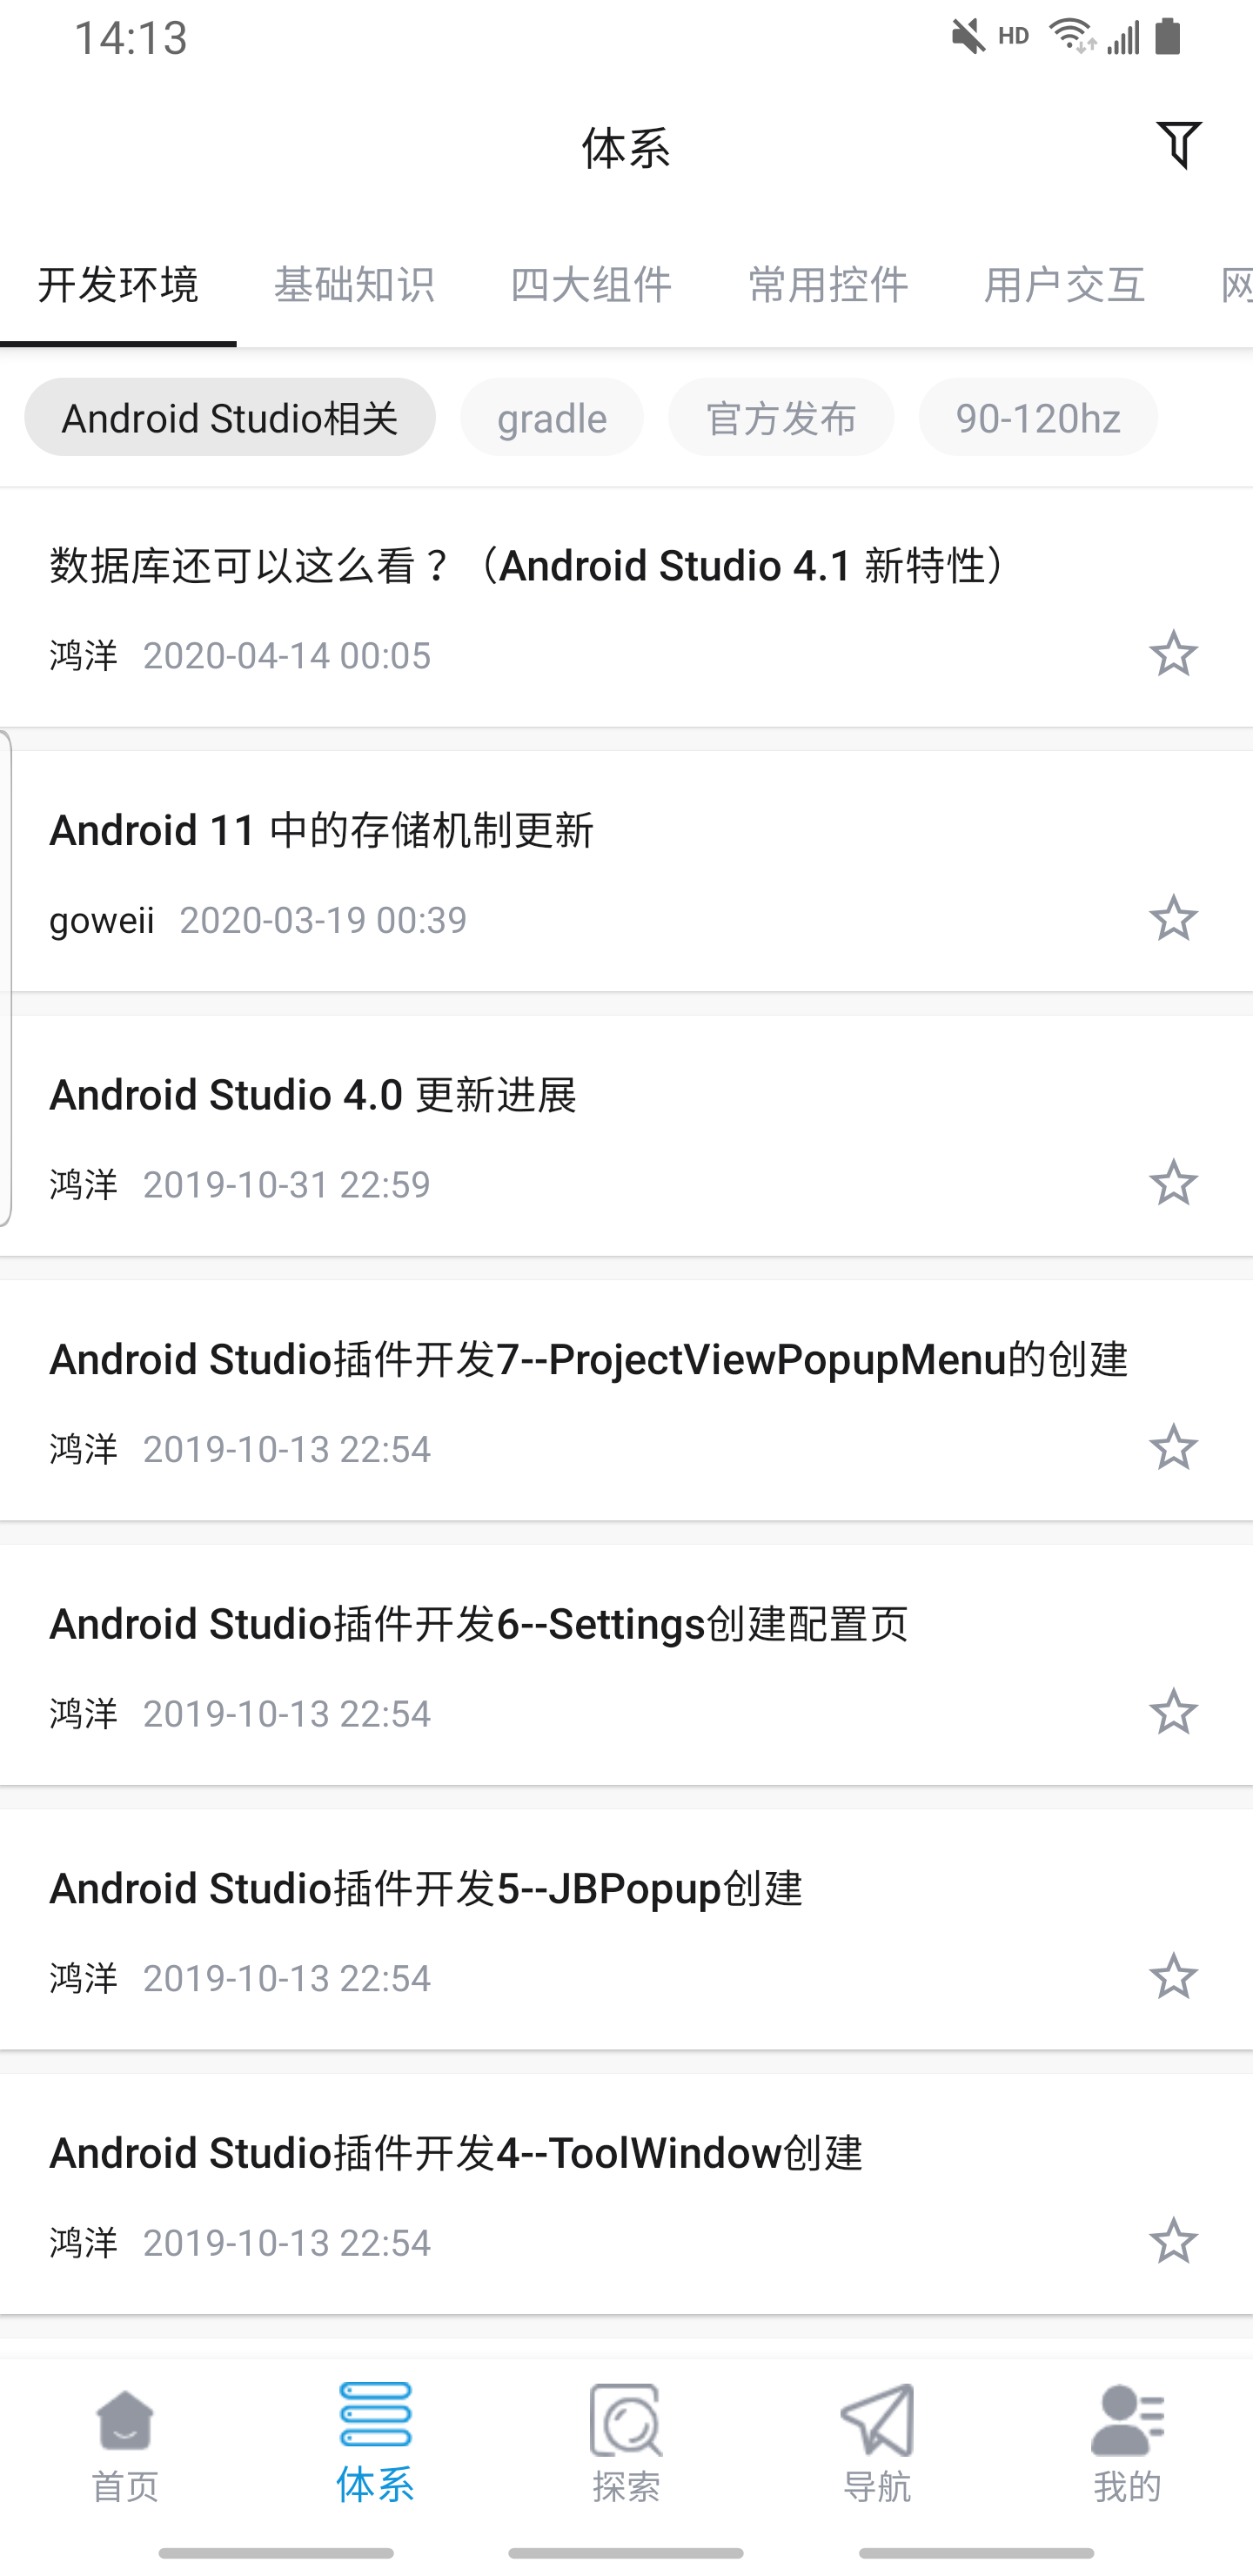 14:13 HD
体系
开发环境 基础知识 四大组件 常用控件 用户交互 网
Android Studio相关 gradle 官方发布 90-120hz
数据库还可以这么看？（Android Studio 4.1 新特性）
鸿洋 2020-04-14 00:05
Android 11 中的存储机制更新
goweii 2020-03-19 00:39
Android Studio 4.0 更新进展
鸿洋 2019-10-31 22:59
Android Studio插件开发7--ProjectViewPopupMenu的创建
鸿洋 2019-10-13 22:54
Android Studio插件开发6--Settings创建配置页
鸿洋 2019-10-13 22:54
Android Studio插件开发5--JBPopup创建
鸿洋 2019-10-13 22:54
Android Studio插件开发4--ToolWindow创建
鸿洋 2019-10-13 22:54
首页 体系 探索 导航 我的